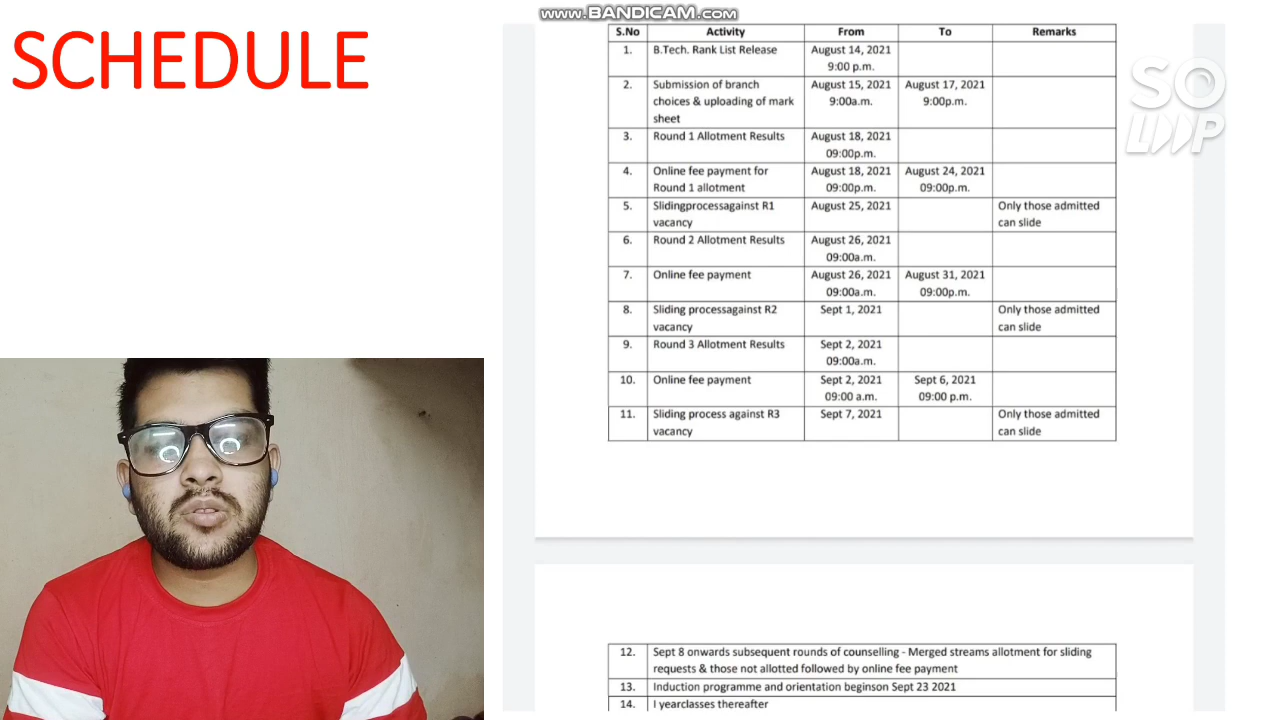 www.BANDICAM.com
SCHEDULE
S.No Activity From To Remarks
1. B.Tech. Rank List Release August 14, 2021
9:00 p.m.
2. Submission of branch August 15, 2021 August 17, 2021
choices & uploading of mark 9:00a.m. 9:00p.m.
sheet
3. Round 1 Allotment Results August 18, 2021
09:00p.m.
4. Online fee payment for August 18, 2021 August 24, 2021
Round 1 allotment 09:00p.m. 09:00p.m.
5. Slidingprocessagainst R1 August 25, 2021 Only those admitted
vacancy can slide
6. Round 2 Allotment Results August 26, 2021
09:00a.m.
7. Online fee payment August 26, 2021 August 31, 2021
09:00a.m. 09:00p.m.
8. Sliding processagainst R2 Sept 1, 2021 Only those admitted
vacancy can slide
9. Round 3 Allotment Results Sept 2, 2021
09:00a.m.
10. Online fee payment Sept 2, 2021 Sept 6, 2021
09:00 a.m. 09:00 p.m.
11. Sliding process against R3 Sept 7, 2021 Only those admitted
vacancy can slide
12. Sept 8 onwards subsequent rounds of counselling - Merged streams allotment for sliding
requests & those not allotted followed by online fee payment
13. Induction programme and orientation beginson Sept 23 2021
14. I yearclasses thereafter
SO
LOOP